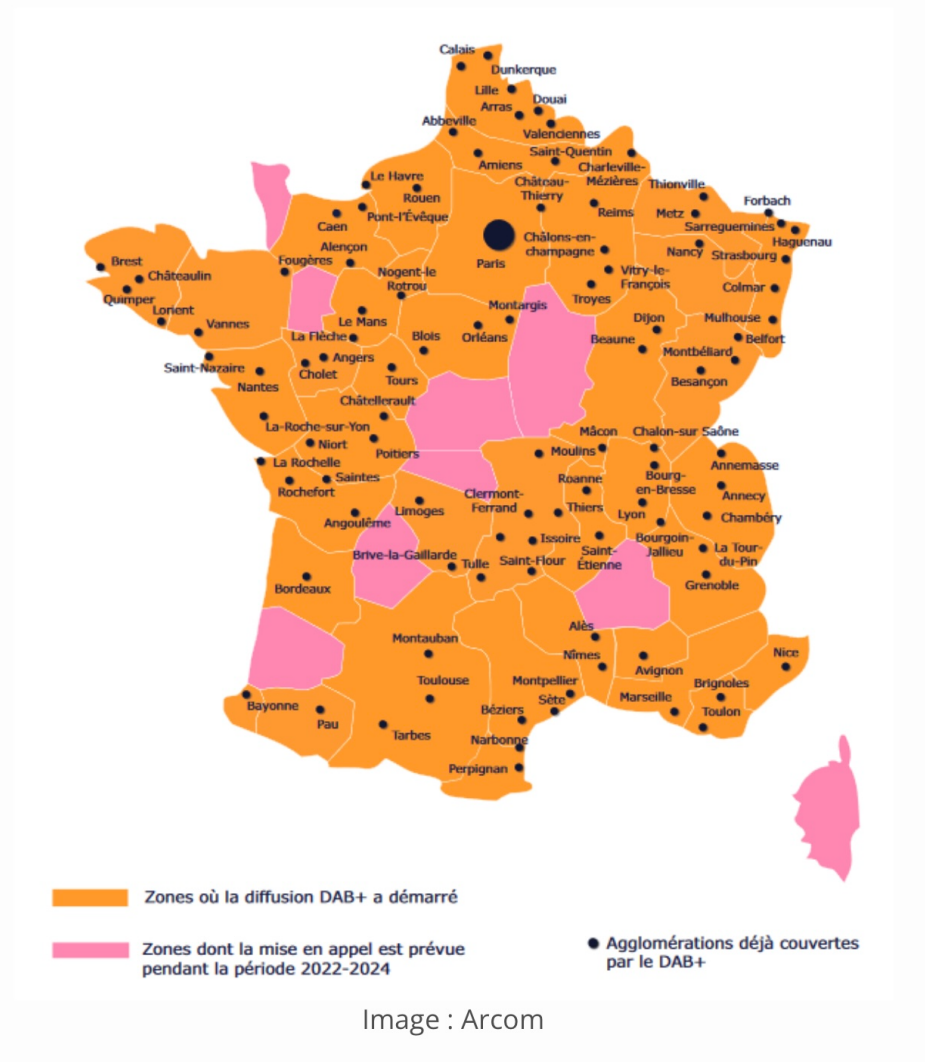 Calais
Dunkerque
Lille
Douai
Arras
Abbeville
Valenciennes
Saint-Quentin
Amiens
Charleville-
Mézières
Le Havre
Château-
Thierry
Thionville
Rouen
Forbach
Reims
Metz
Pont-l'Évêque
Caen
Sarreguemines
Haguenau
Châlons-en-
champagne
Alençon
Nancy
Strasbourg
Fougères
Paris
Brest
Châteaulin
Nogent-le
Rotrou
Vitry-le-
François
Quimper
Colmar
Troyes
Lorient
Montargis
Vannes
Le Mans
Dijon
Mulhouse
La Flèche
Blois
Orléans
Beaune
Belfort
Saint-Nazaire
Angers
Montbéliard
Cholet
Tours
Besançon
Nantes
Châtellerault
La-Roche-sur-Yon
Mâcon
Chalon-sur Saône
Niort
Poitiers
Moulins
La Rochelle
Annemasse
Saintes
Roanne
Bourg-
en-Bresse
Rochefort
Clermont-
Ferrand
Annecy
Limoges
Thiers
Lyon
Angoulême
Chambéry
Issoire
Bourgoin-
Jallieu
Brive-la-Gaillarde
Saint-
Étienne
La Tour-
du-Pin
Tulle
Saint-Flour
Bordeaux
Grenoble
Alès
Montauban
Nîmes
Avignon
Nice
Toulouse
Montpellier
Brignoles
Sète
Marseille
Bayonne
Béziers
Toulon
Pau
Tarbes
Narbonne
Perpignan
Zones où la diffusion DAB+ a démarré
Zones dont la mise en appel est prévue
pendant la période 2022-2024
Agglomérations déjà couvertes
par le DAB+
Image : Arcom